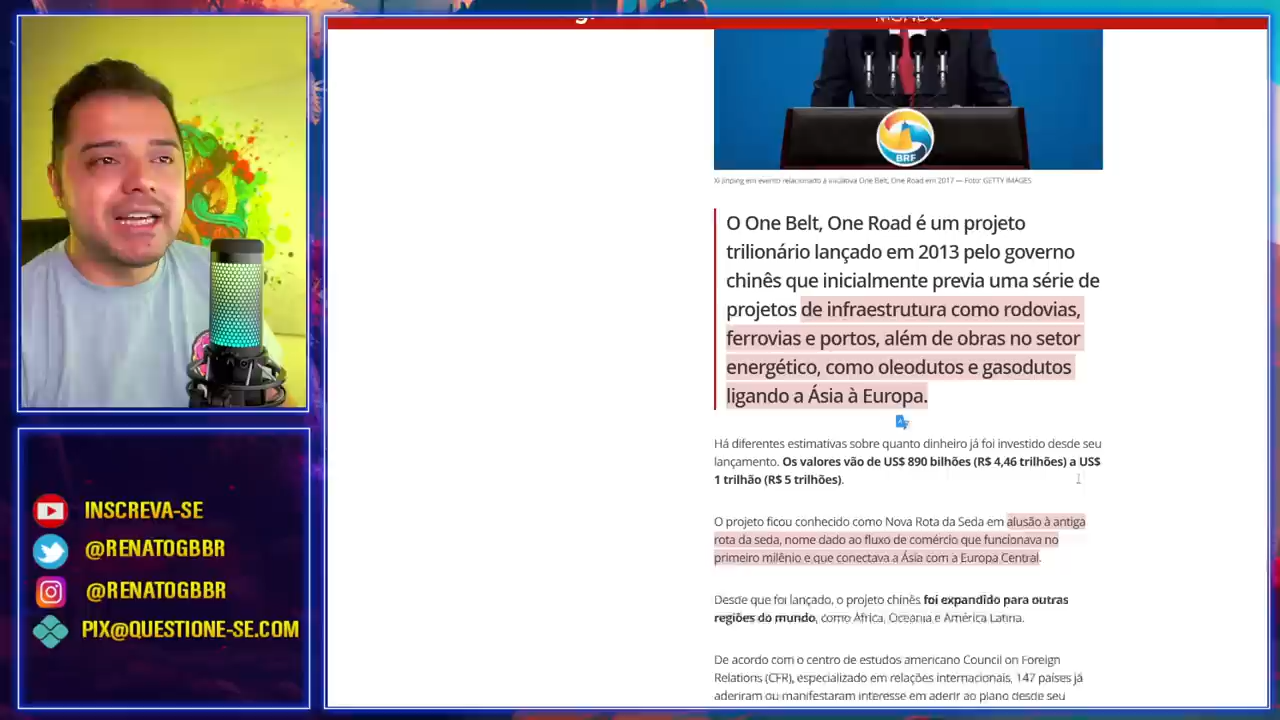 MUNDO
BRF
Xi Jinping em evento relacionado à iniciativa One Belt, One Road em 2017 — Foto: GETTY IMAGES
O One Belt, One Road é um projeto
trilionário lançado em 2013 pelo governo
chinês que inicialmente previa uma série de
projetos de infraestrutura como rodovias,
ferrovias e portos, além de obras no setor
energético, como oleodutos e gasodutos
ligando a Ásia à Europa.
Há diferentes estimativas sobre quanto dinheiro já foi investido desde seu
lançamento. Os valores vão de US$ 890 bilhões (R$ 4,46 trilhões) a US$
1 trilhão (R$ 5 trilhões).
O projeto ficou conhecido como Nova Rota da Seda em alusão à antiga
rota da seda, nome dado ao fluxo de comércio que funcionava no
primeiro milênio e que conectava a Ásia com a Europa Central.
Desde que foi lançado, o projeto chinês foi expandido para outras
regiões do mundo, como África, Oceania e América Latina.
De acordo com o centro de estudos americano Council on Foreign
Relations (CFR), especializado em relações internacionais, 147 países já
aderiram ou manifestaram interesse em aderir ao plano desde seu
INSCREVA-SE
@RENATOGBBR
@RENATOGBBR
PIX@QUESTIONE-SE.COM